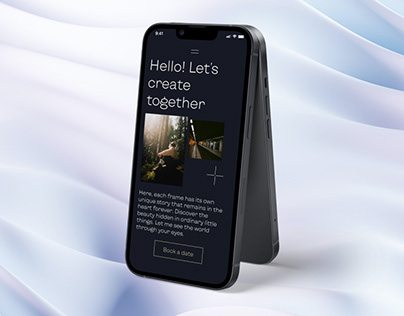 9:41
Hello! Let's
create
together
Here, each frame has its own
unique story that remains in the
heart forever. Discover the
beauty hidden in ordinary little
things. Let me see the world
through your eyes.
Book a date